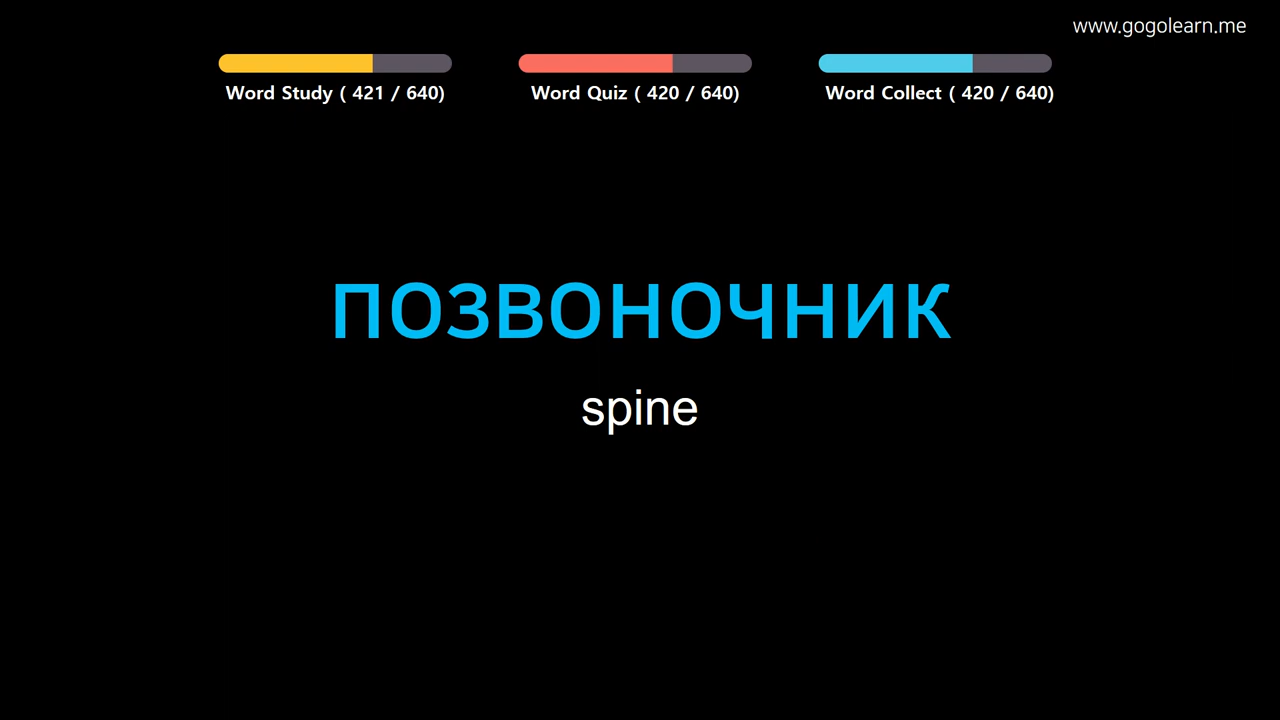 www.gogolearn.me
Word Study ( 421 / 640)
Word Quiz ( 420 / 640)
Word Collect ( 420 / 640)
позвоночник
spine